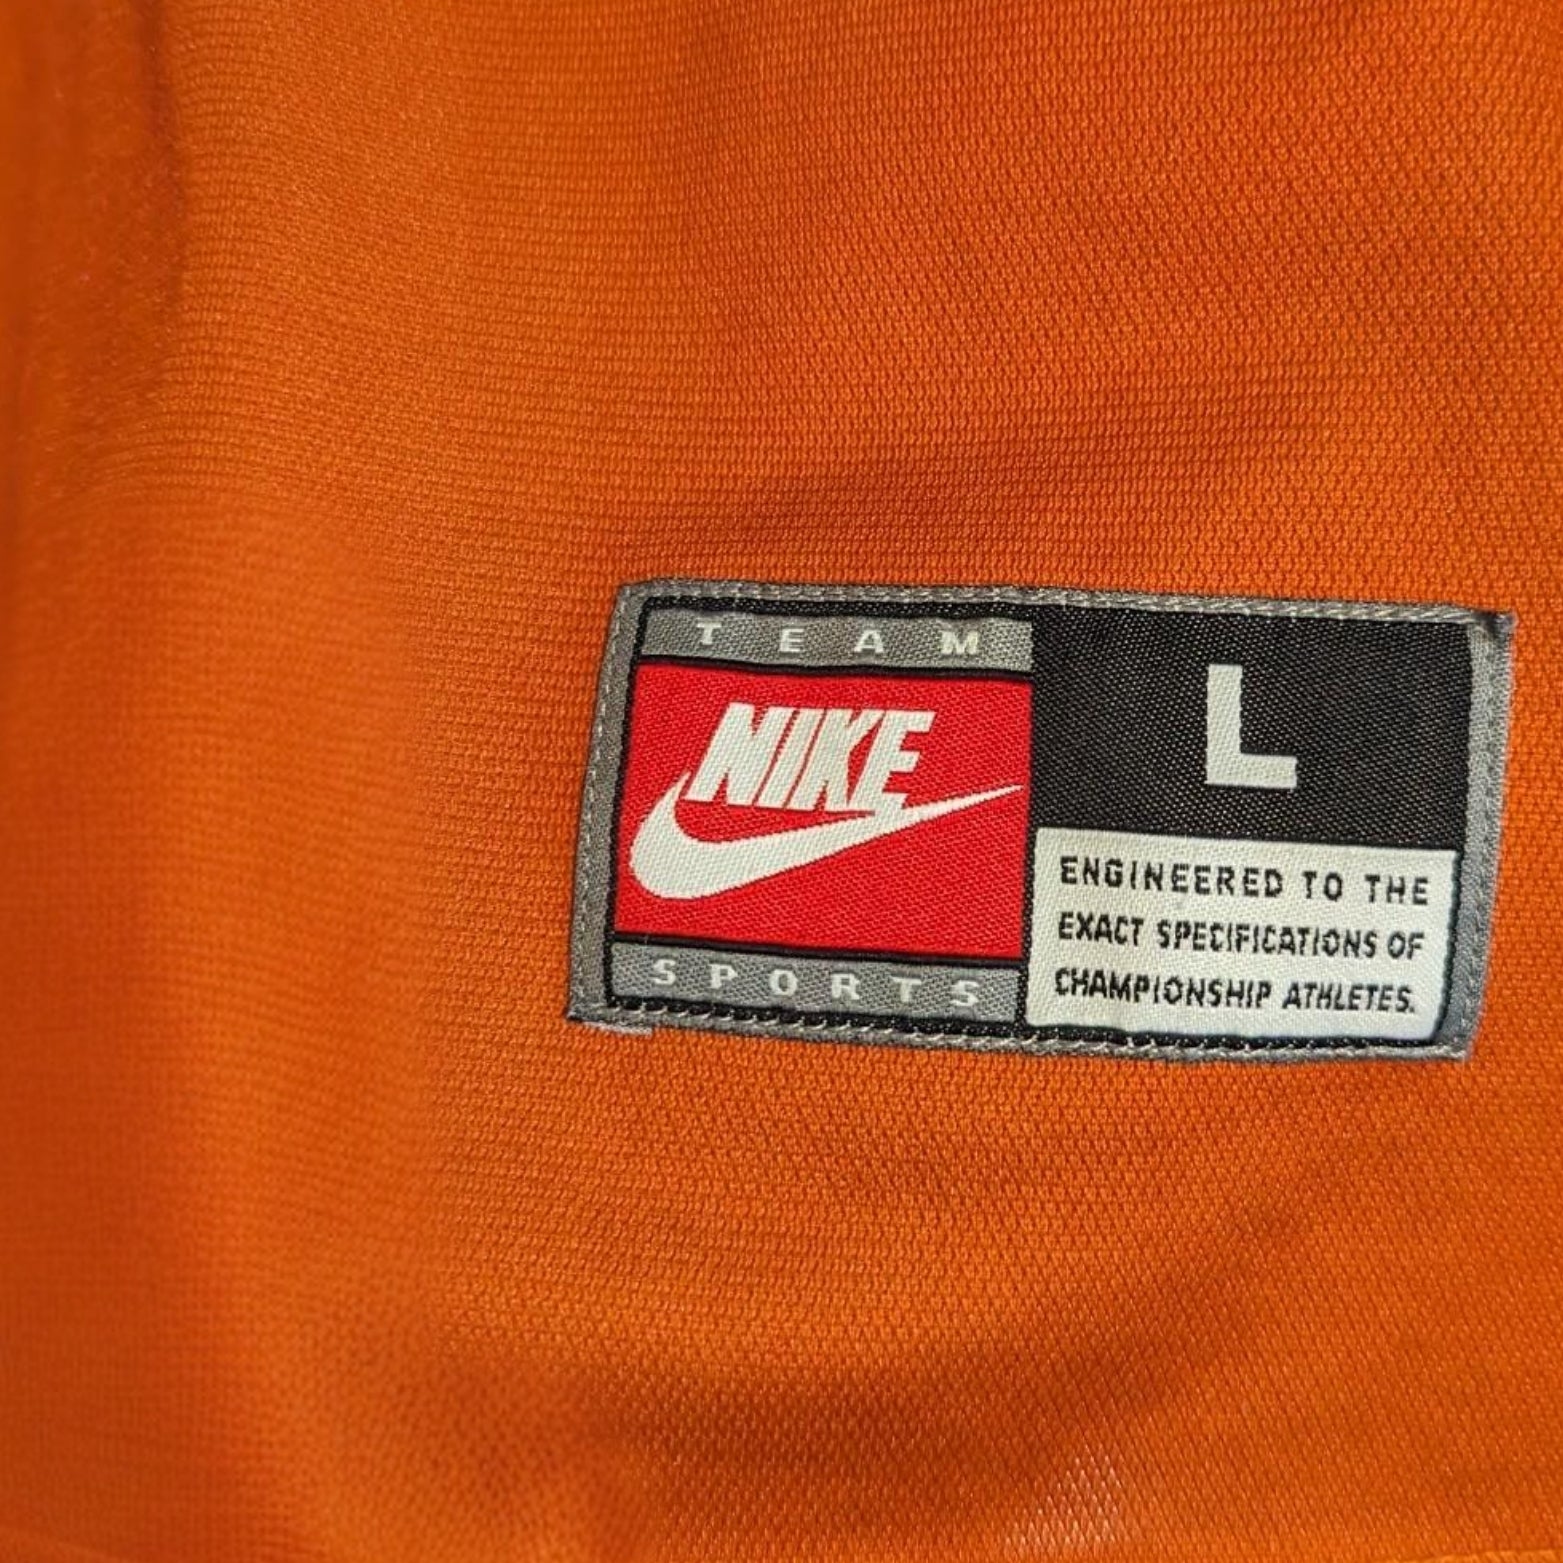 TEAM
NIKE
SPORTS
L
ENGINEERED TO THE
EXACT SPECIFICATIONS OF
CHAMPIONSHIP ATHLETES.